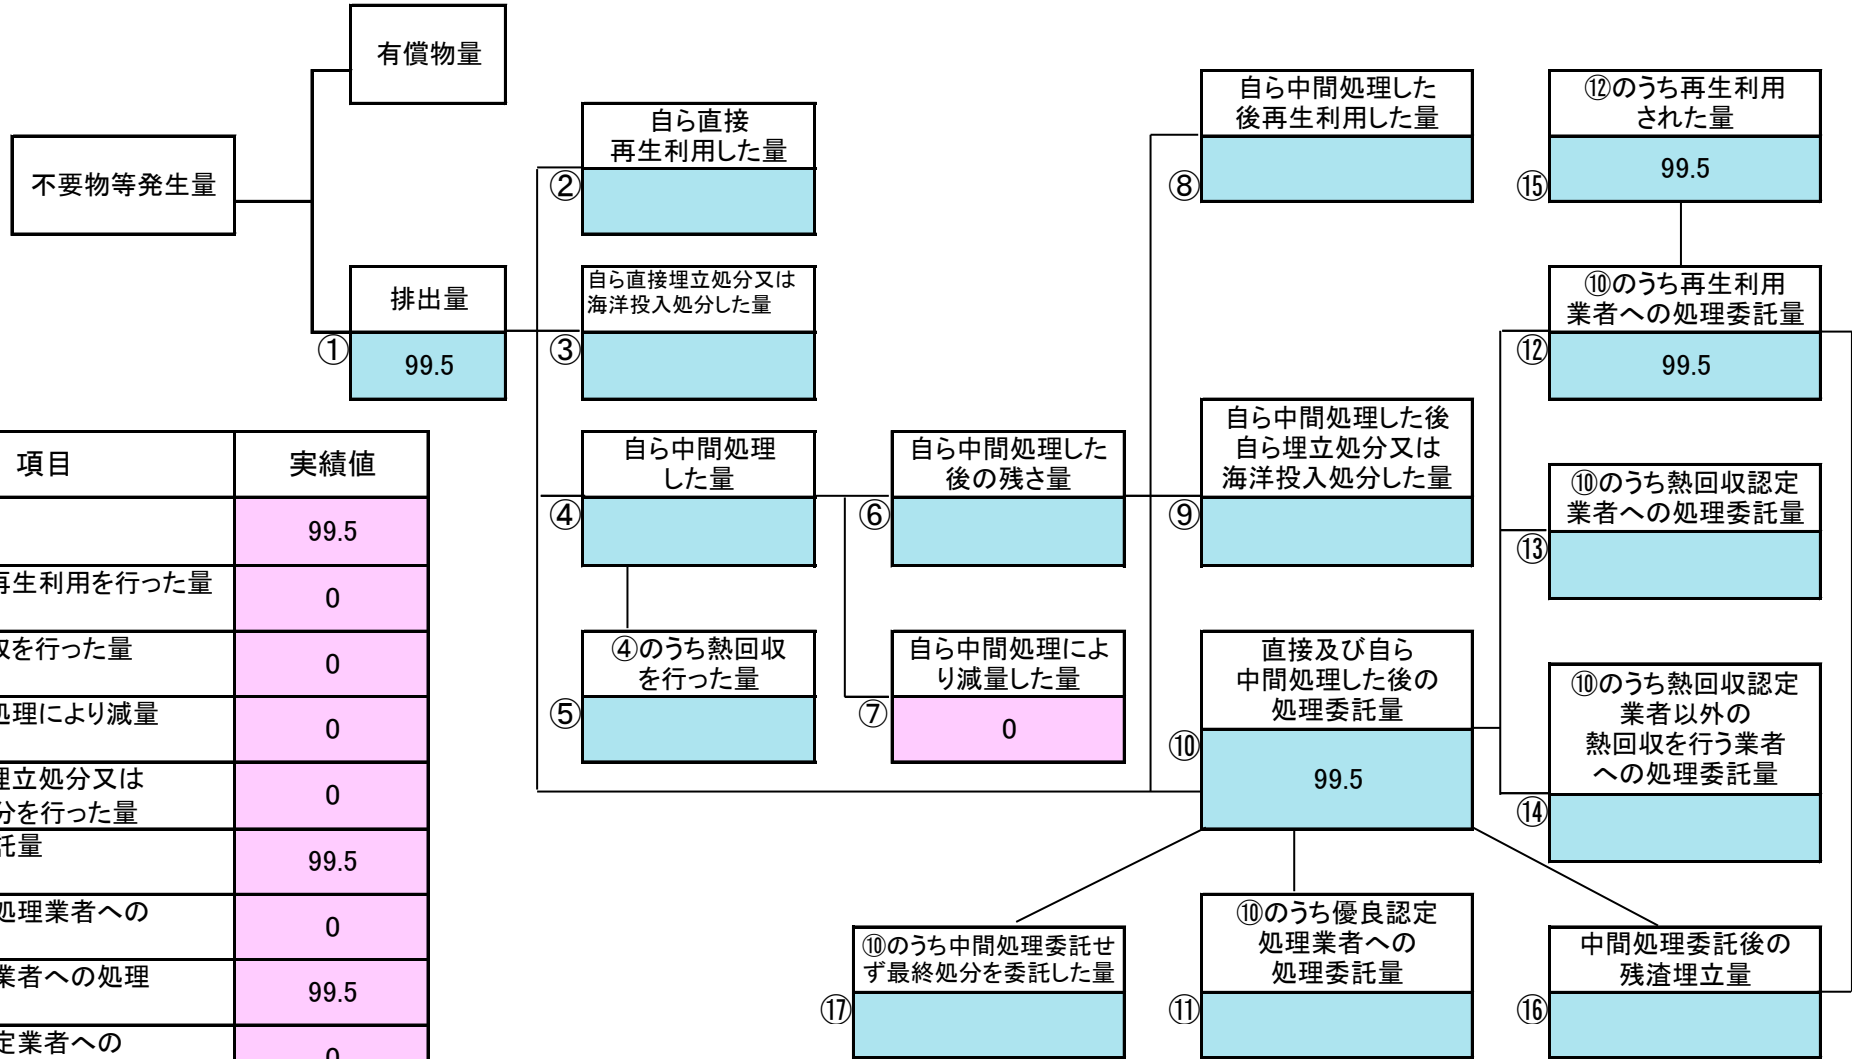 有償物量
不要物等発生量
排出量
①
99.5
自ら直接
再生利用した量
②
自ら直接埋立処分又は
海洋投入処分した量
③
自ら中間処理
した量
④
④のうち熱回収
を行った量
⑤
自ら中間処理した
後の残さ量
⑥
自ら中間処理によ
り減量した量
⑦
0
自ら中間処理した
後再生利用した量
⑧
自ら中間処理した後
自ら埋立処分又は
海洋投入処分した量
⑨
直接及び自ら
中間処理した後の
処理委託量
⑩
99.5
⑫のうち再生利用
された量
⑮
99.5
⑩のうち再生利用
業者への処理委託量
⑫
99.5
⑩のうち熱回収認定
業者への処理委託量
⑬
⑩のうち熱回収認定
業者以外の
熱回収を行う業者
への処理委託量
⑭
⑩のうち中間処理委託せ
ず最終処分を委託した量
⑰
⑩のうち優良認定
処理業者への
処理委託量
⑪
中間処理委託後の
残渣埋立量
⑯
項目 実績値
99.5
再生利用を行った量 0
を行った量 0
処理により減量 0
埋立処分又は
分を行った量 0
託量 99.5
処理業者への 0
業者への処理 99.5
定業者への 0